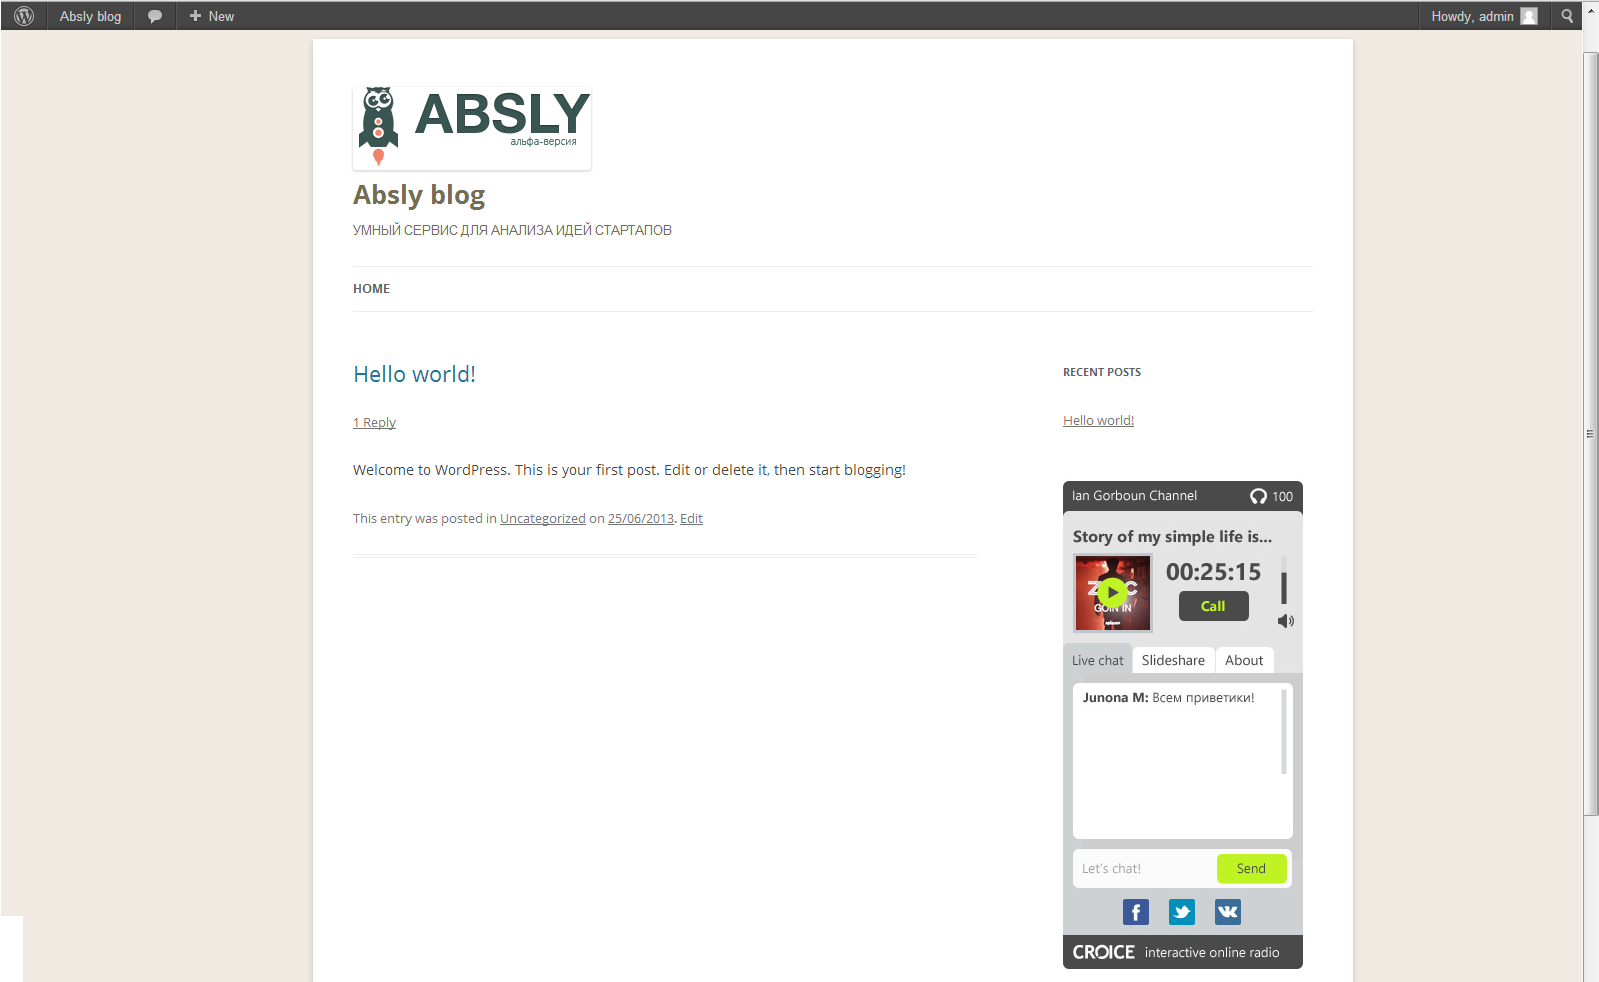 Absly blog
New
Howdy, admin
ABSLY
альфа-версия
Absly blog
УМНЫЙ СЕРВИС ДЛЯ АНАЛИЗА ИДЕЙ СТАРТАПОВ
HOME
Hello world!
1 Reply
Welcome to WordPress. This is your first post. Edit or delete it, then start blogging!
This entry was posted in Uncategorized on 25/06/2013. Edit
RECENT POSTS
Hello world!
Ian Gorboun Channel 100
Story of my simple life is...
GOIN IN
00:25:15
Call
Live chat Slideshare About
Junona M: Всем приветики!
Let's chat! Send
CROICE interactive online radio